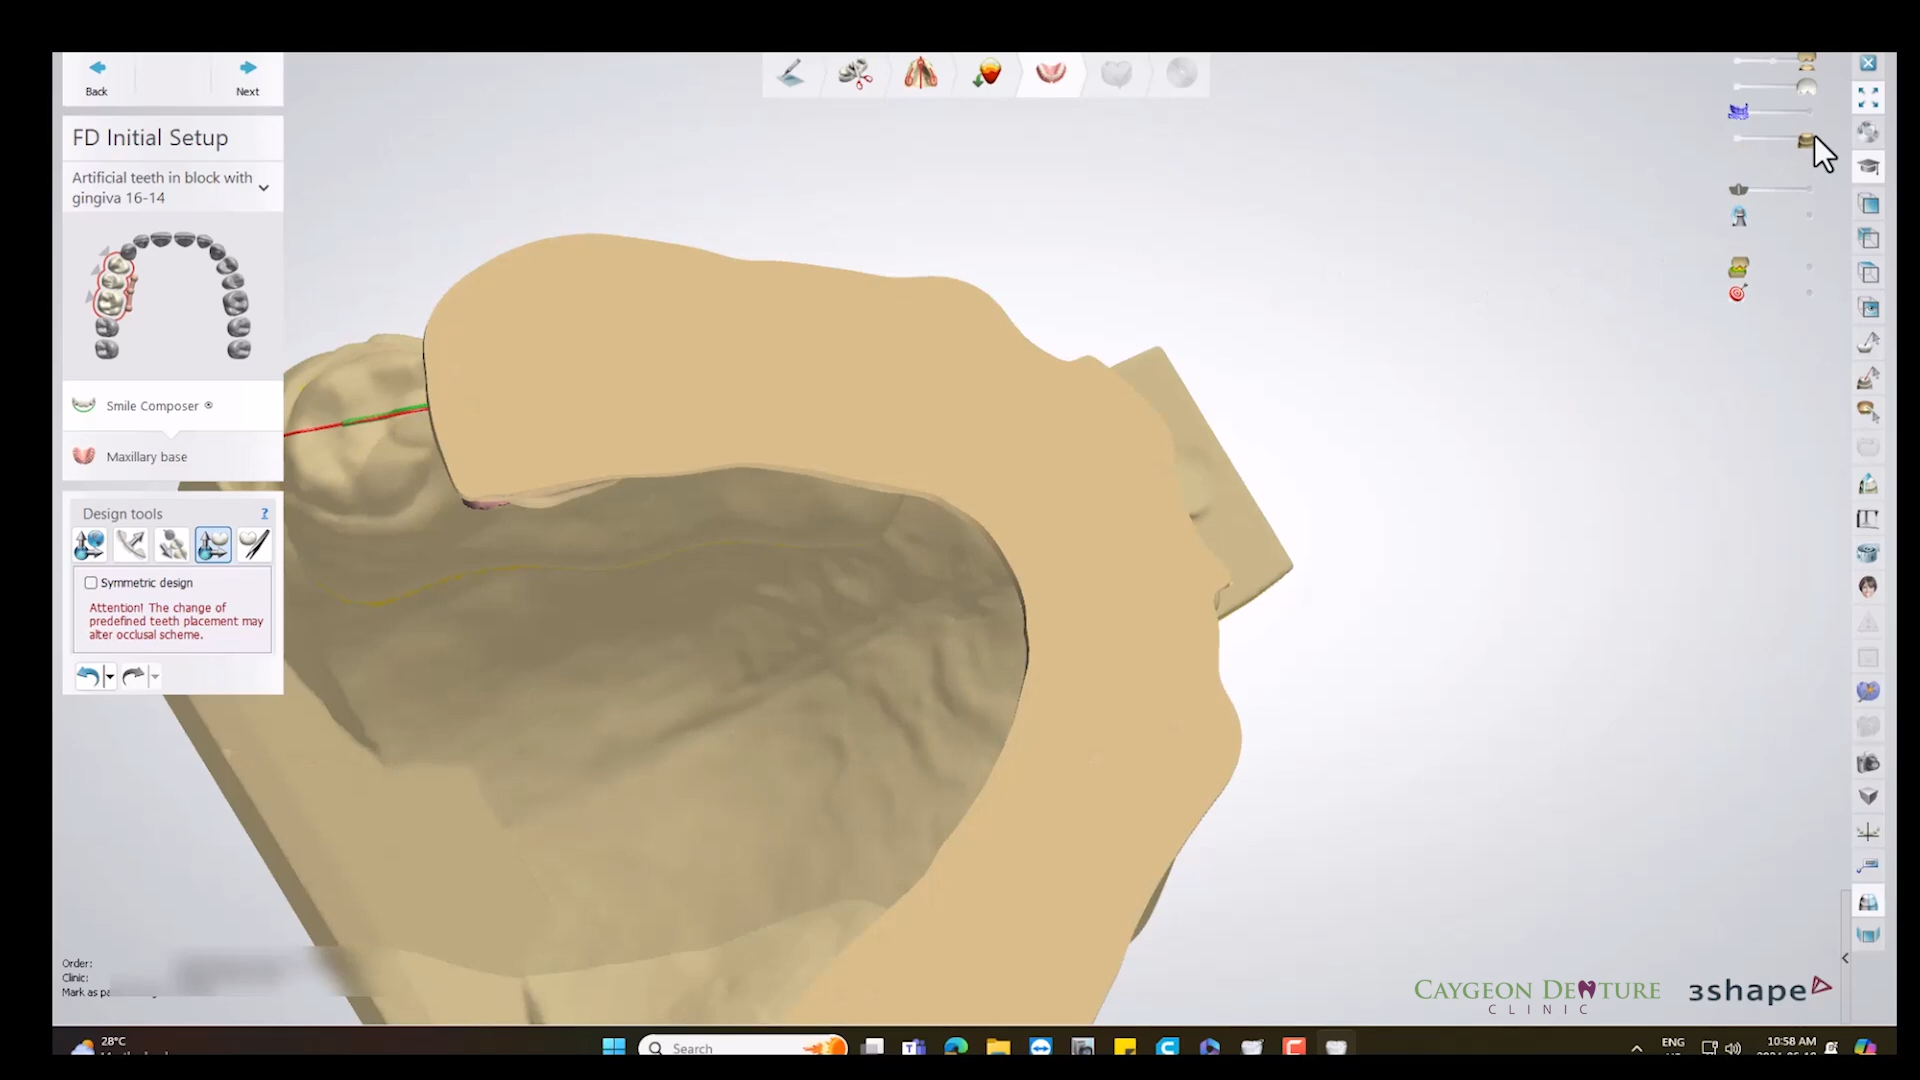 Back
Next
FD Initial Setup
Artificial teeth in block with
gingiva 16-14
Smile Composer ®
Maxillary base
Design tools
?
Symmetric design
Attention! The change of
predefined teeth placement may
alter occlusal scheme.
Order:
Clinic:
Mark as
CAYGEON DENTURE
CLINIC
3shape
28°C
Search
ENG
10:58 AM